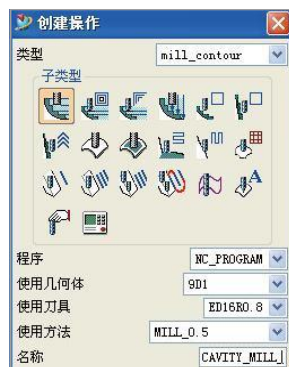 创建操作
类型 mill_contour
子类型
程序 NC_PROGRAM
使用几何体 9D1
使用刀具 ED16R0.8
使用方法 MILL_0.5
名称 CAVITY_MILL